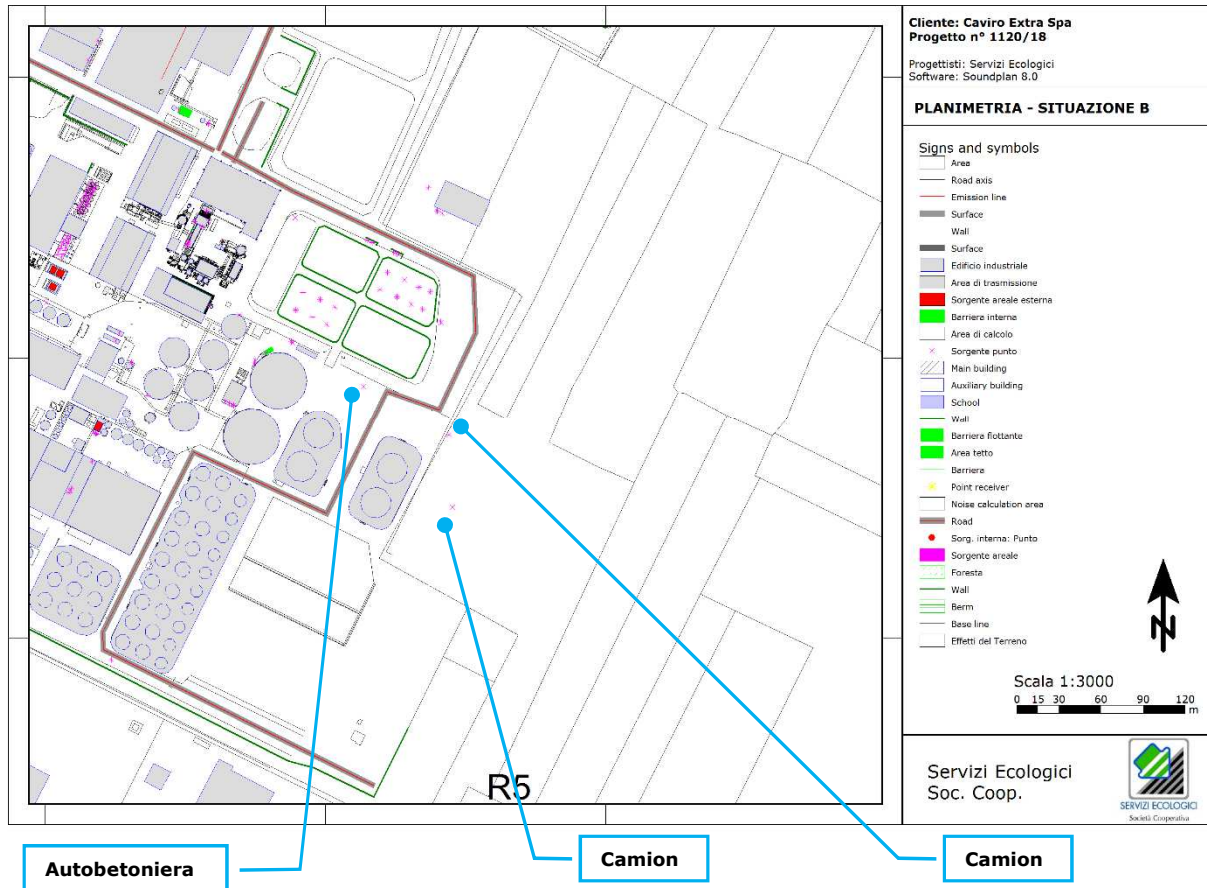 Cliente: Caviro Extra Spa
Progetto n° 1120/18
Progettisti: Servizi Ecologici
Software: Soundplan 8.0
PLANIMETRIA - SITUAZIONE B
Signs and symbols
Area
Road axis
Emission line
Surface
Wall
Surface
Edificio industriale
Area di trasmissione
Sorgente areale esterna
Barriera interna
Area di calcolo
Sorgente punto
Main building
Auxiliary building
School
Wall
Barriera fiottante
Area tetto
Barriera
Point receiver
Noise calculation area
Road
Sorg. interna: Punto
Sorgente areale
Foresta
Wall
Berm
Base line
Effetti del Terreno
N
Scala 1:3000
0 15 30 60 90 120
m
Servizi Ecologici
Soc. Coop.
SERVIZI ECOLOGICI
Società Cooperativa
R5
Autobetoniera
Camion
Camion